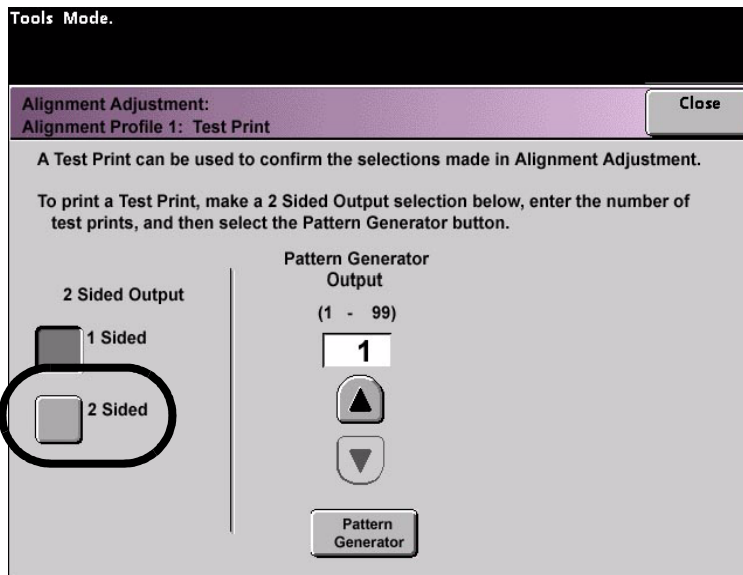 Tools Mode.
Alignment Adjustment:
Alignment Profile 1: Test Print
Close
A Test Print can be used to confirm the selections made in Alignment Adjustment.
To print a Test Print, make a 2 Sided Output selection below, enter the number of
test prints, and then select the Pattern Generator button.
2 Sided Output
1 Sided
2 Sided
Pattern Generator
Output
(1 - 99)
1
Pattern
Generator